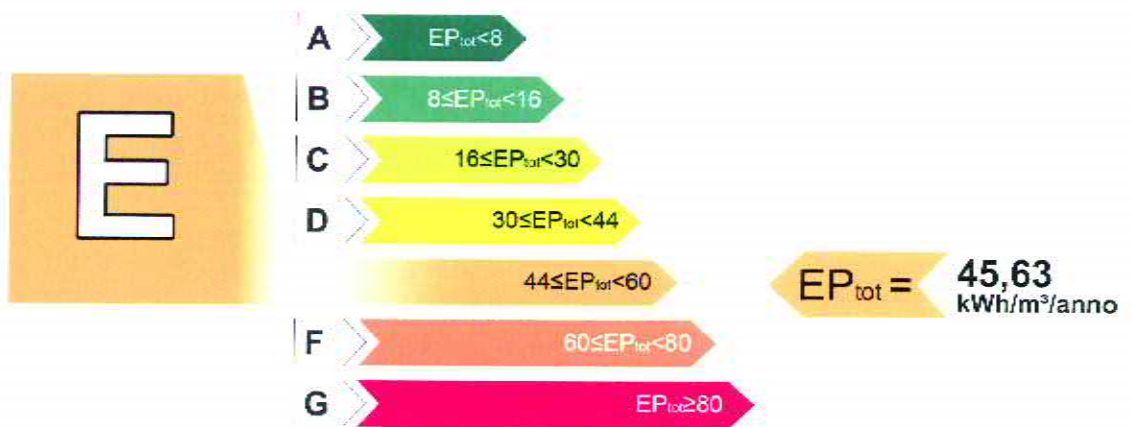 A EPtot<8
B 8≤EPtot<16
C 16≤EPtot<30
D 30≤EPtot<44
E 44≤EPtot<60
EPtot = 45,63
kWh/m³/anno
F 60≤EPtot<80
G EPtot≥80